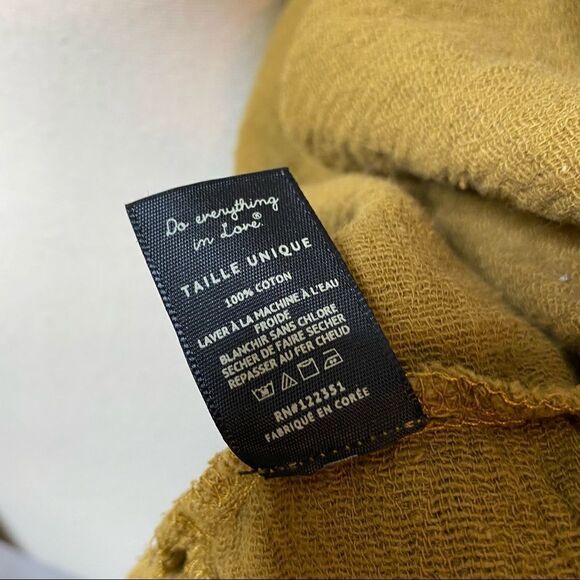 Do everything
in Love®
TAILLE UNIQUE
100% COTON
LAVER À LA MACHINE À L'EAU
FROIDE
BLANCHIR SANS CHLORE
SECHER DE FAIRE SECHER
REPASSER AU FER CHEUD
RN#122351
FABRIQUÉ EN CORÉE